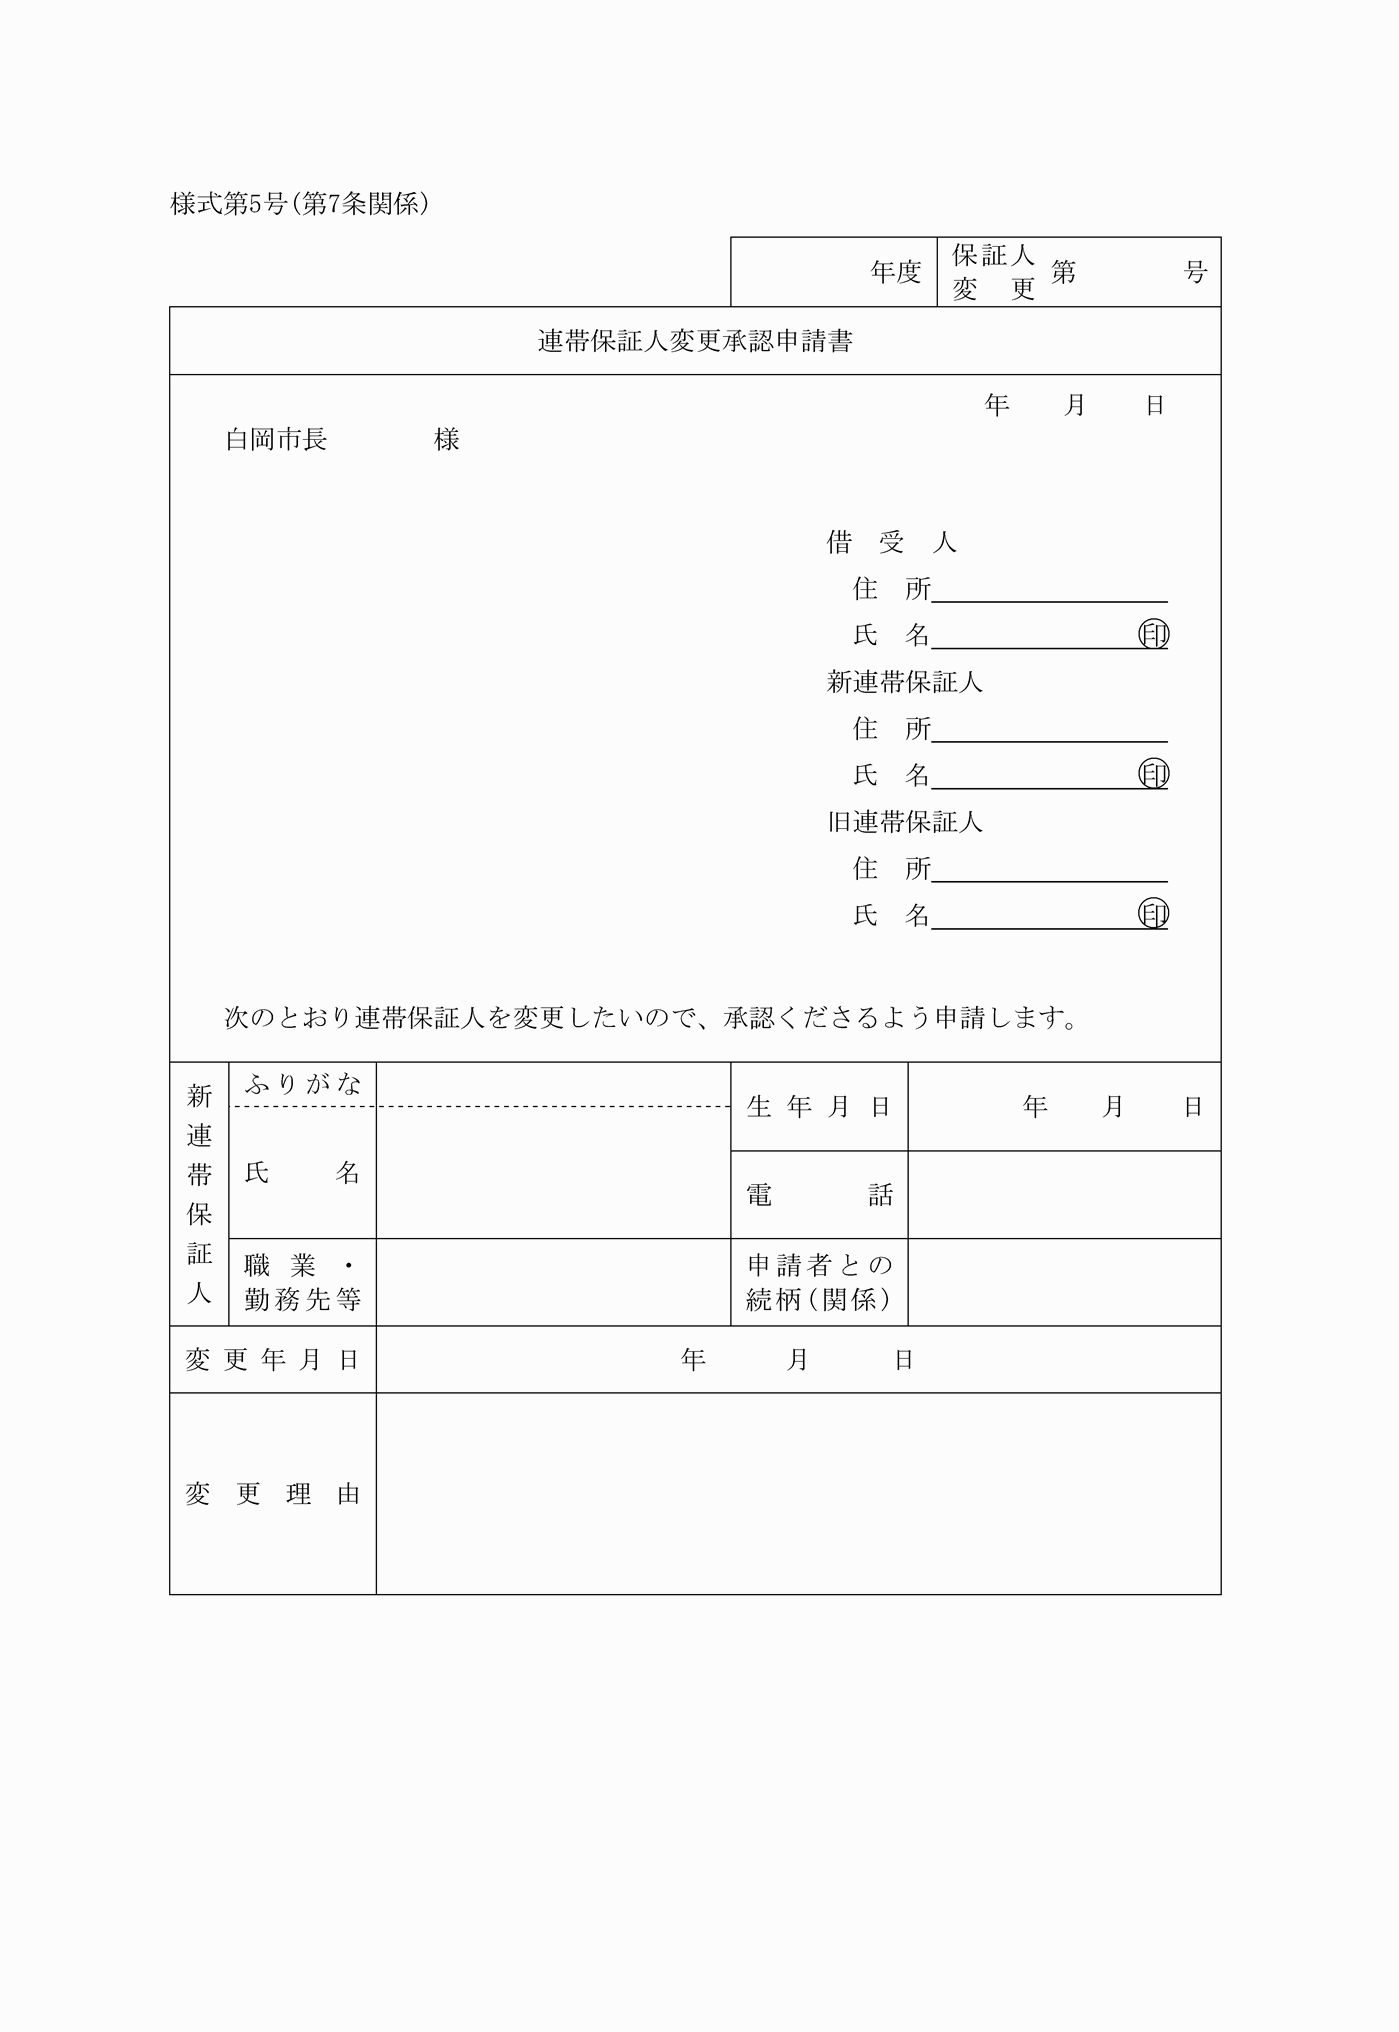 様式第5号(第7条関係)
年度 保証人変更 第 号
連帯保証人変更承認申請書
年 月 日
白岡市長 様
借受人
住所
氏名 ㊞
新連帯保証人
住所
氏名 ㊞
旧連帯保証人
住所
氏名 ㊞
次のとおり連帯保証人を変更したいので、承認くださるよう申請します。
新連帯保証人
ふりがな
氏名
生年月日 年 月 日
電話
職業・勤務先等
申請者との続柄(関係)
変更年月日 年 月 日
変更理由